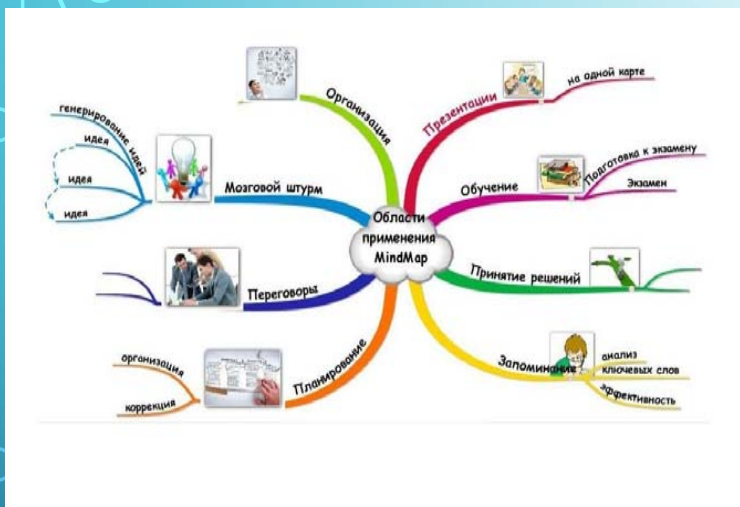 Области
применения
MindMap
Презентации
на одной карте
Обучение
Подготовка к экзамену
Экзамен
Принятие решений
Запоминание
анализ
ключевых слов
эффективность
Планирование
организация
коррекция
Переговоры
Мозговой штурм
генерирование идей
идея
идея
идея
Организация